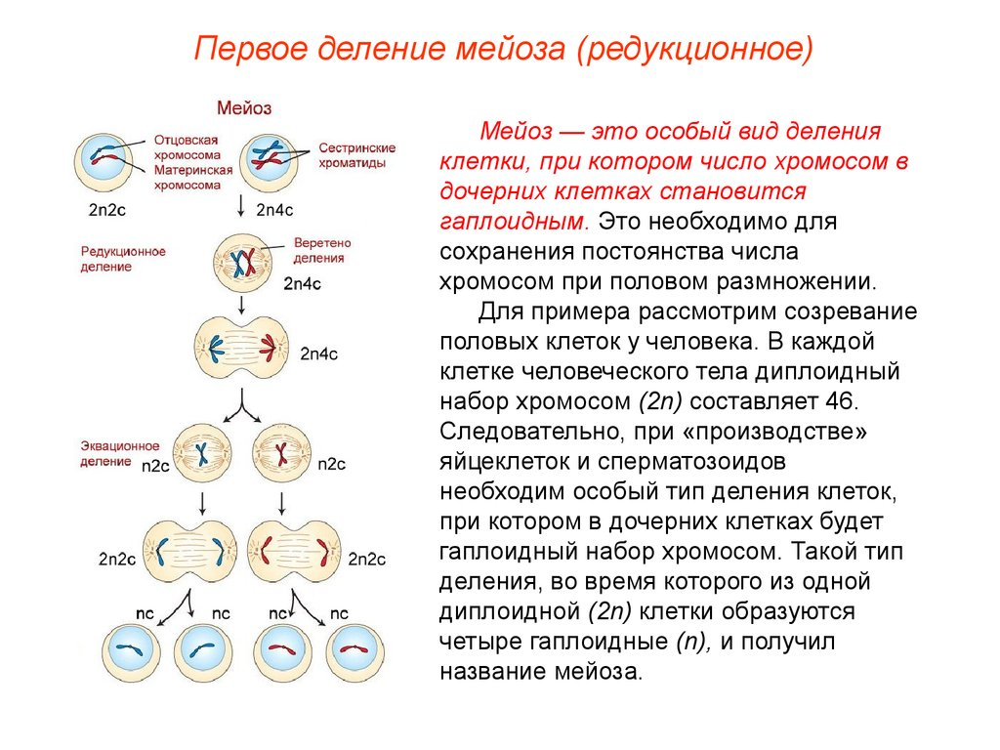 Первое деление мейоза (редукционное)
Мейоз
Отцовская
хромосома
Материнская
хромосома
Сестринские
хроматиды
2n2c
2n4c
Редукционное
деление
Веретено
деления
2n4c
2n4c
Эквационное
деление
n2c
n2c
2n2c
2n2c
nc
nc
nc
nc
Мейоз — это особый вид деления
клетки, при котором число хромосом в
дочерних клетках становится
гаплоидным. Это необходимо для
сохранения постоянства числа
хромосом при половом размножении.
Для примера рассмотрим созревание
половых клеток у человека. В каждой
клетке человеческого тела диплоидный
набор хромосом (2n) составляет 46.
Следовательно, при «производстве»
яйцеклеток и сперматозоидов
необходим особый тип деления клеток,
при котором в дочерних клетках будет
гаплоидный набор хромосом. Такой тип
деления, во время которого из одной
диплоидной (2n) клетки образуются
четыре гаплоидные (n), и получил
название мейоза.